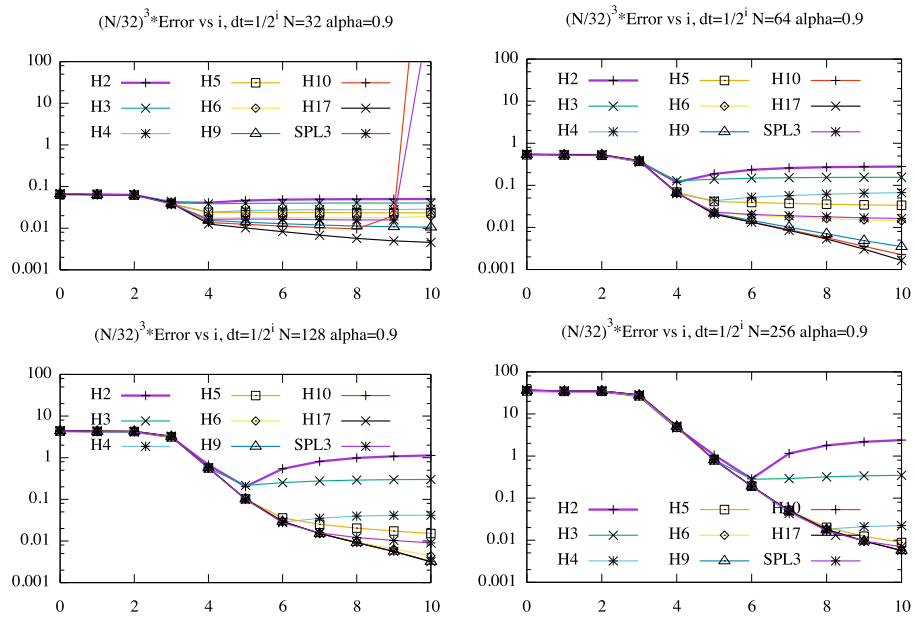 (N/32)^3*Error vs i, dt=1/2^i N=32 alpha=0.9
100
10
1
0.1
0.01
0.001
0 2 4 6 8 10
H2 H5 H10
H3 H6 H17
H4 H9 SPL3
(N/32)^3*Error vs i, dt=1/2^i N=64 alpha=0.9
100
10
1
0.1
0.01
0.001
0 2 4 6 8 10
H2 H5 H10
H3 H6 H17
H4 H9 SPL3
(N/32)^3*Error vs i, dt=1/2^i N=128 alpha=0.9
100
10
1
0.1
0.01
0.001
0 2 4 6 8 10
H2 H5 H10
H3 H6 H17
H4 H9 SPL3
(N/32)^3*Error vs i, dt=1/2^i N=256 alpha=0.9
100
10
1
0.1
0.01
0.001
0 2 4 6 8 10
H2 H5 H10
H3 H6 H17
H4 H9 SPL3